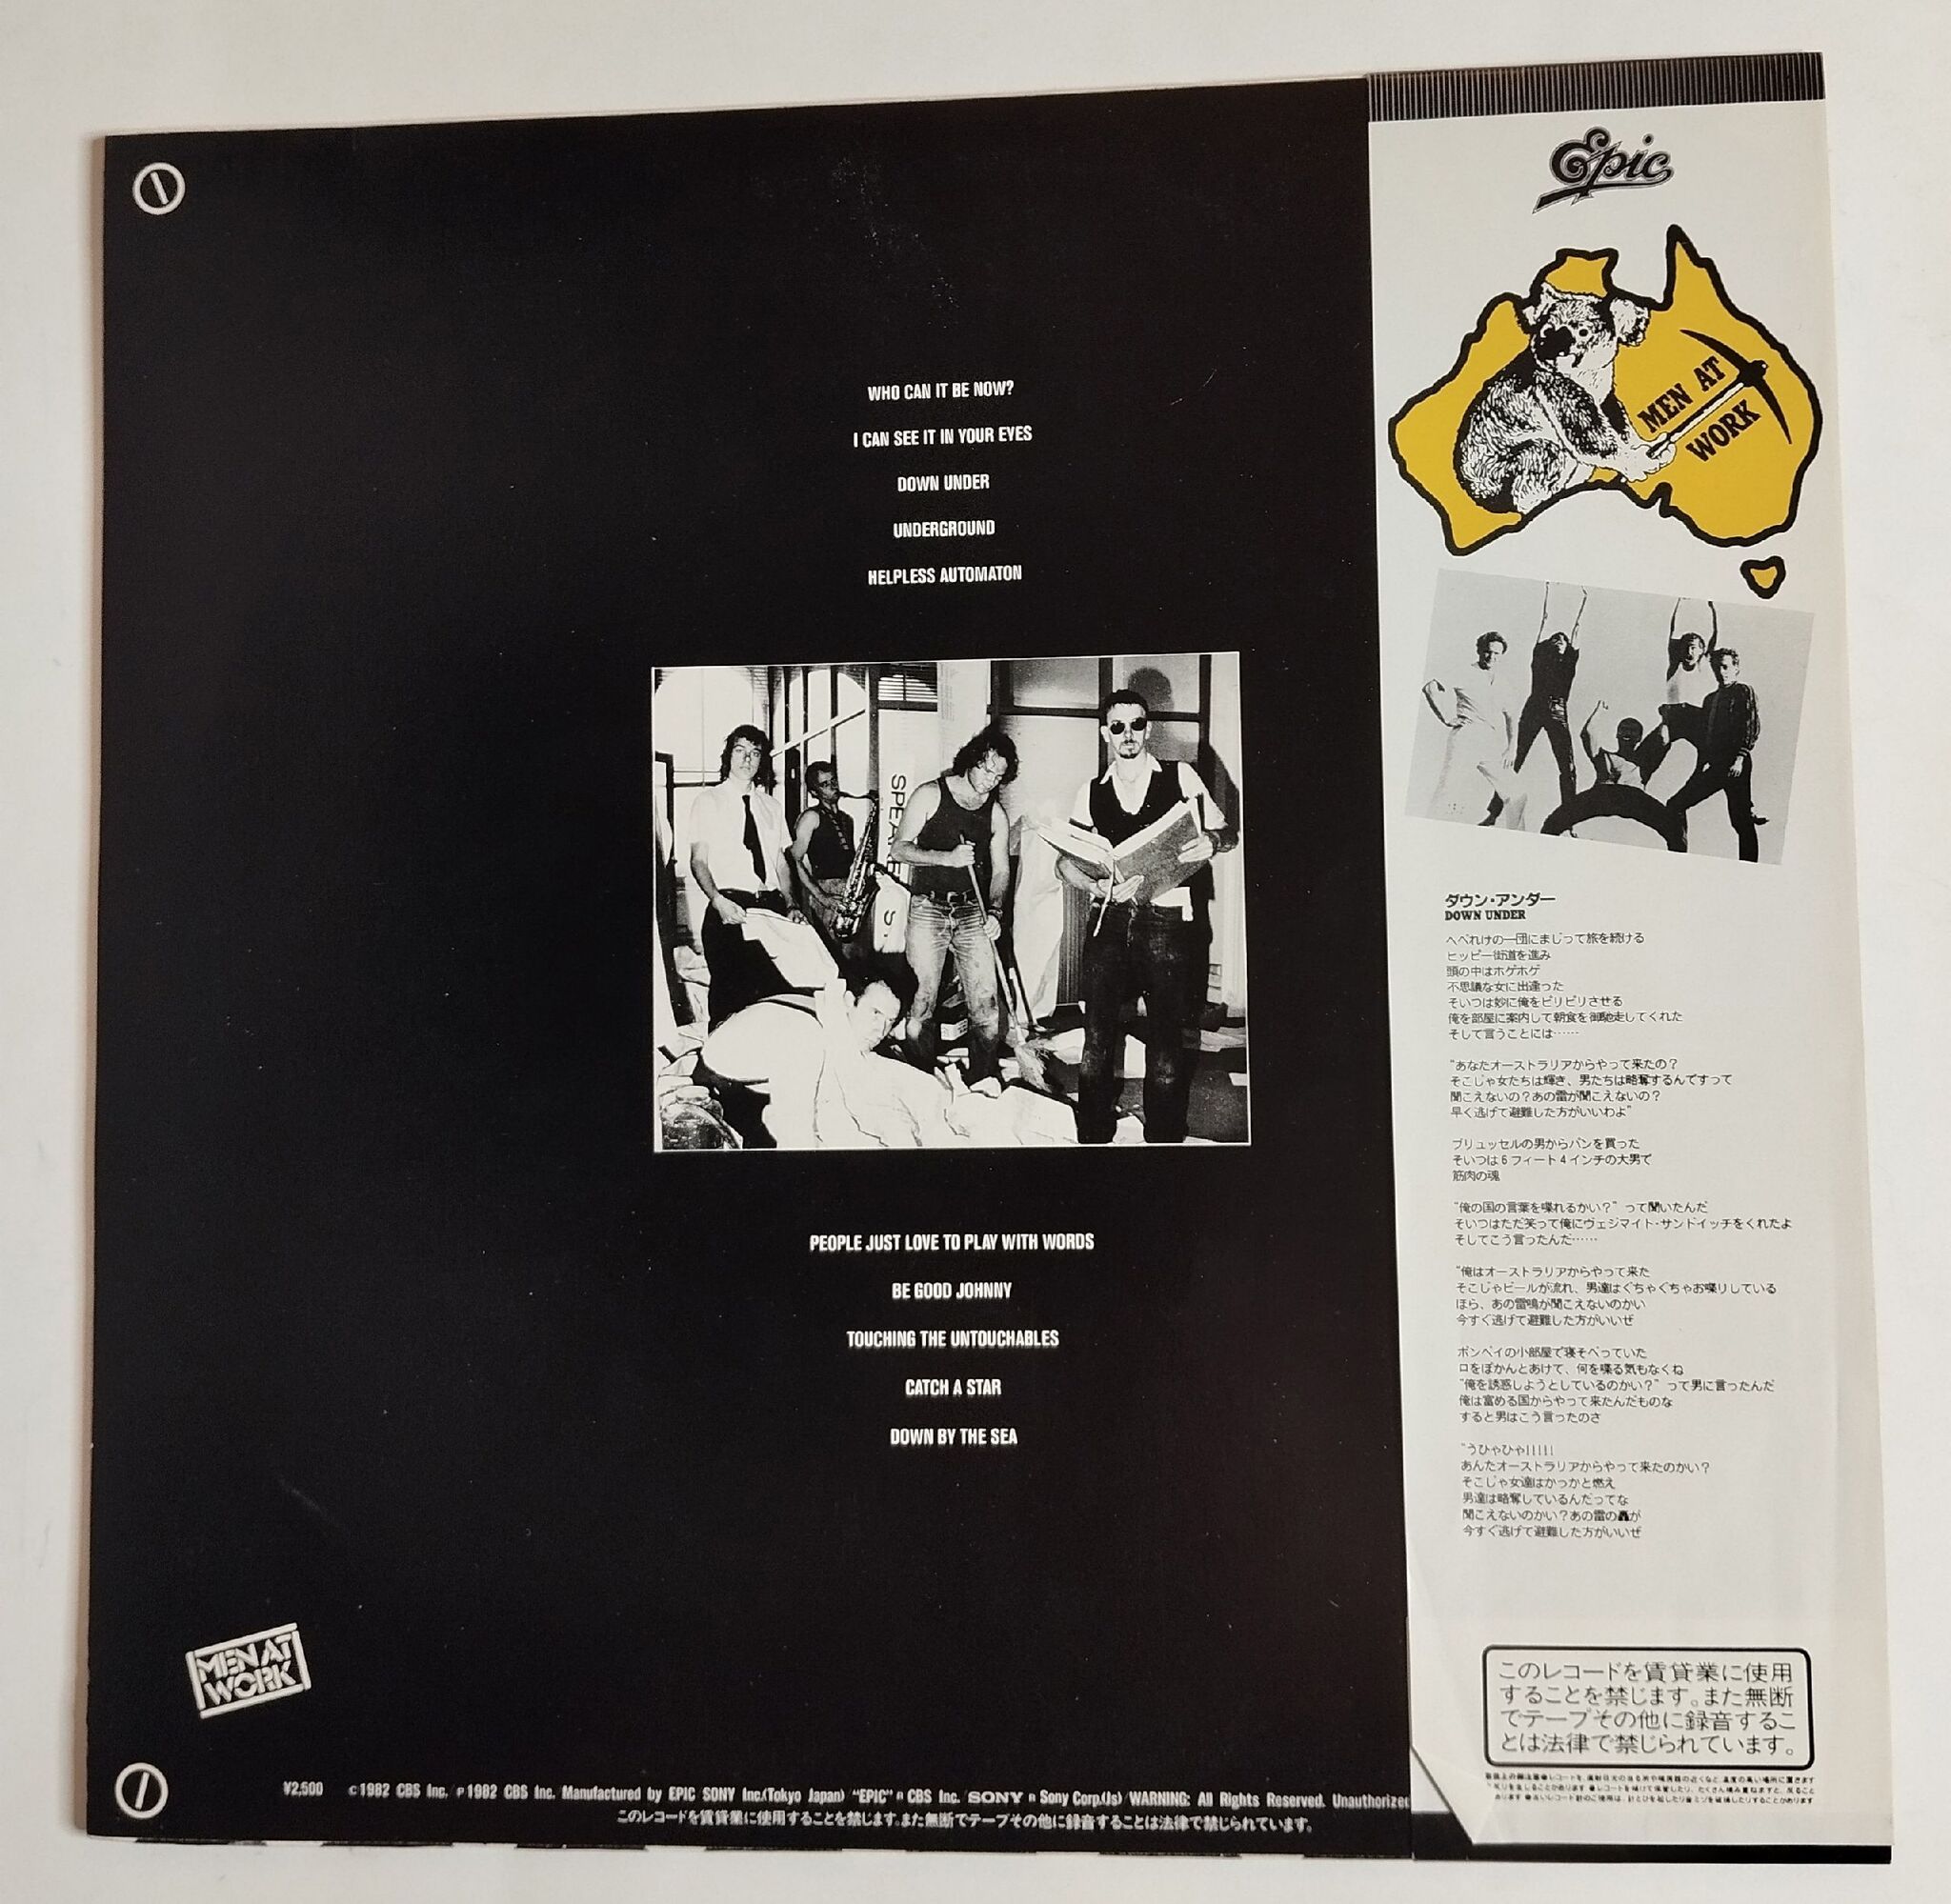 WHO CAN IT BE NOW?
I CAN SEE IT IN YOUR EYES
DOWN UNDER
UNDERGROUND
HELPLESS AUTOMATON
SPEAKE
S
PEOPLE JUST LOVE TO PLAY WITH WORDS
BE GOOD JOHNNY
TOUCHING THE UNTOUCHABLES
CATCH A STAR
DOWN BY THE SEA
MEN AT
WORK
¥2,500 ©1982 CBS Inc. ℗1982 CBS Inc. Manufactured by EPIC SONY Inc.(Tokyo Japan) "EPIC" CBS Inc. SONY Sony Corp.(Js) WARNING: All Rights Reserved. Unauthorized
このレコードを賃貸業に使用することを禁じます。また無断でテープその他に録音することは法律で禁じられています。
Epic
MEN AT
WORK
ダウン・アンダー
DOWN UNDER
へべれけの一団にまじって旅を続ける
ヒッピー街道を進み
頭の中はホゲホゲ
不思議な女に出逢った
そいつは妙に俺をビリビリさせる
俺を部屋に案内して朝食を御馳走してくれた
そして言うことには……
"あなたオーストラリアからやって来たの？
そこじゃ女たちは輝き、男たちは略奪するんですって
聞こえないの？あの雷が聞こえないの？
早く逃げて避難した方がいいわよ"
ブリュッセルの男からパンを買った
そいつは6フィート4インチの大男で
筋肉の魂
"俺の国の言葉を喋れるかい？"って聞いたんだ
そいつはただ笑って俺にヴェジマイト・サンドイッチをくれたよ
そしてこう言ったんだ……
"俺はオーストラリアからやって来た
そこじゃビールが流れ、男達はぐちゃぐちゃお喋りしている
ほら、あの雷鳴が聞こえないのかい
今すぐ逃げて避難した方がいいぜ
ボンベイの小部屋で寝そべっていた
口をぽかんとあけて、何を喋る気もなくね
"俺を誘惑しようとしているのかい？"って男に言ったんだ
俺は富める国からやって来たんだものな
すると男はこう言ったのさ
"うひゃひゃ!!!!!
あんたオーストラリアからやって来たのかい？
そこじゃ女達はかっかと燃え
男達は略奪しているんだってな
聞こえないのかい？あの雷の轟が
今すぐ逃げて避難した方がいいぜ
このレコードを賃貸業に使用
することを禁じます。また無断
でテープその他に録音するこ
とは法律で禁じられています。